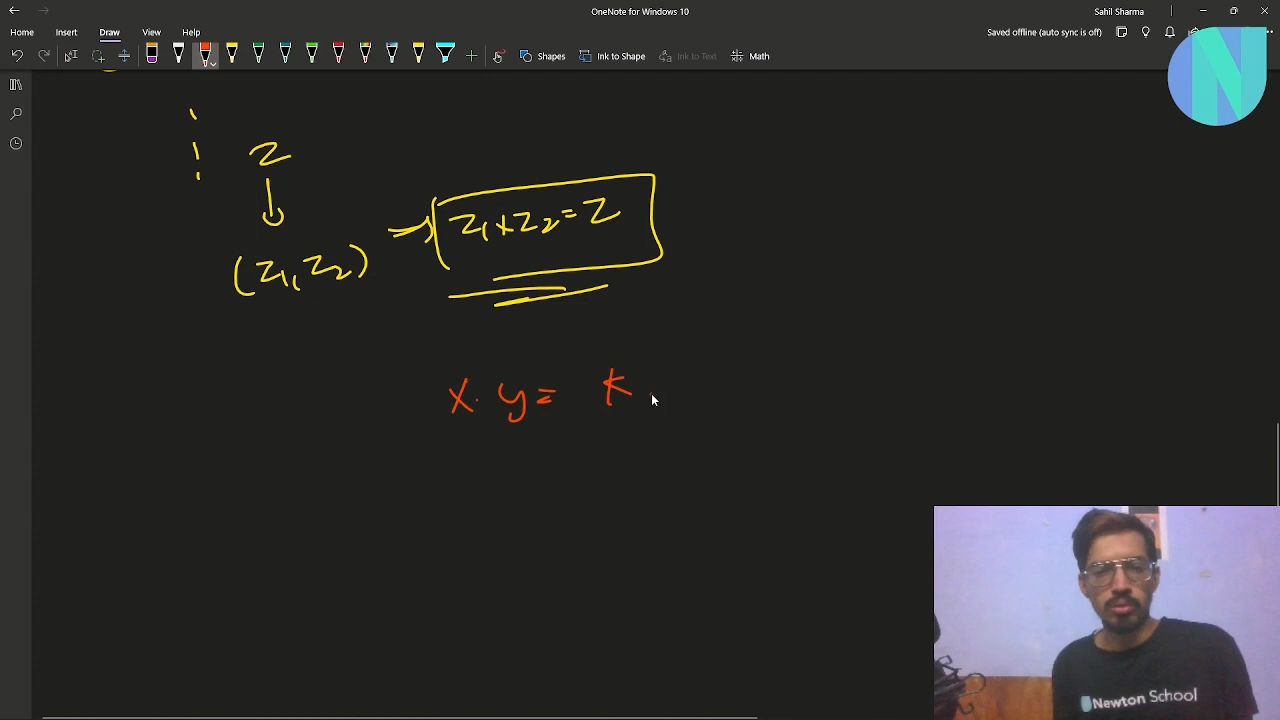 OneNote for Windows 10
Sahil Sharma
Home Insert Draw View Help
Saved offline (auto sync is off)
Shapes Ink to Shape Ink to Text Math
Z
(Z1, Z2) → Z1 x Z2 = Z
x. y = K
Newton School